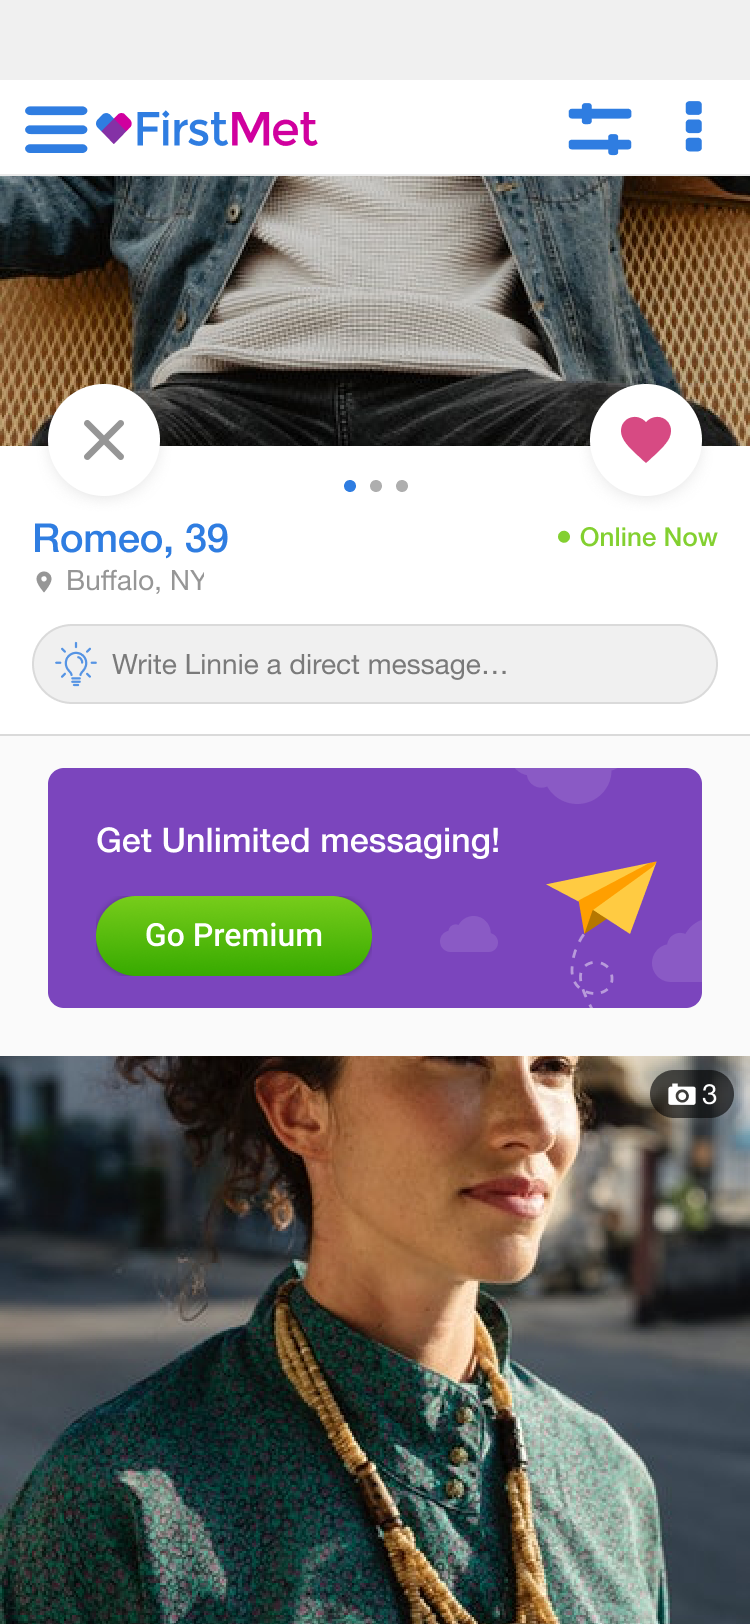 FirstMet
Romeo, 39
Online Now
Buffalo, NY
Write Linnie a direct message...
Get Unlimited messaging!
Go Premium
3